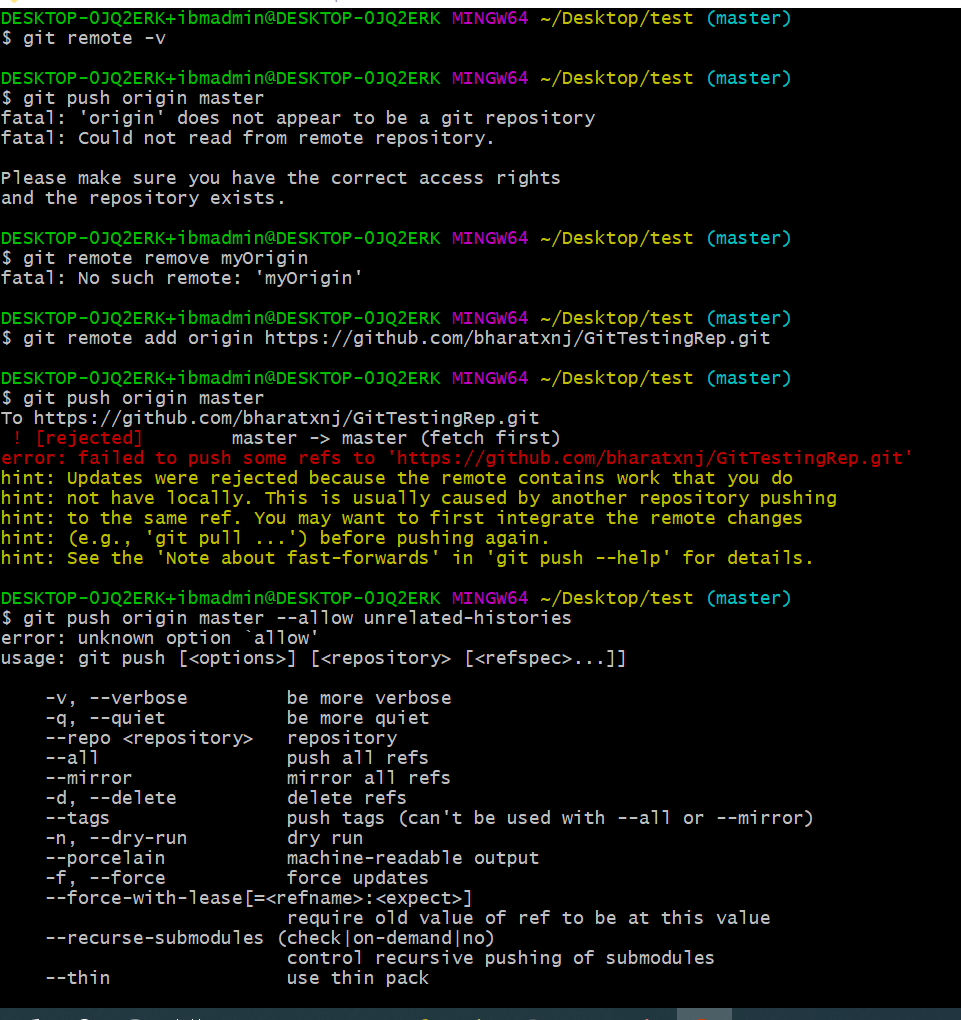 DESKTOP-OJQ2ERK+ibmadmin@DESKTOP-OJQ2ERK MINGW64 ~/Desktop/test (master)
$ git remote -v
DESKTOP-OJQ2ERK+ibmadmin@DESKTOP-OJQ2ERK MINGW64 ~/Desktop/test (master)
$ git push origin master
fatal: 'origin' does not appear to be a git repository
fatal: Could not read from remote repository.
Please make sure you have the correct access rights
and the repository exists.
DESKTOP-OJQ2ERK+ibmadmin@DESKTOP-OJQ2ERK MINGW64 ~/Desktop/test (master)
$ git remote remove myOrigin
fatal: No such remote: 'myOrigin'
DESKTOP-OJQ2ERK+ibmadmin@DESKTOP-OJQ2ERK MINGW64 ~/Desktop/test (master)
$ git remote add origin https://github.com/bharatxnj/GitTestingRep.git
DESKTOP-OJQ2ERK+ibmadmin@DESKTOP-OJQ2ERK MINGW64 ~/Desktop/test (master)
$ git push origin master
To https://github.com/bharatxnj/GitTestingRep.git
! [rejected] master -> master (fetch first)
error: failed to push some refs to 'https://github.com/bharatxnj/GitTestingRep.git'
hint: Updates were rejected because the remote contains work that you do
hint: not have locally. This is usually caused by another repository pushing
hint: to the same ref. You may want to first integrate the remote changes
hint: (e.g., 'git pull ...') before pushing again.
hint: See the 'Note about fast-forwards' in 'git push --help' for details.
DESKTOP-OJQ2ERK+ibmadmin@DESKTOP-OJQ2ERK MINGW64 ~/Desktop/test (master)
$ git push origin master --allow unrelated-histories
error: unknown option `allow'
usage: git push [<options>] [<repository> [<refspec>...]]
-v, --verbose be more verbose
-q, --quiet be more quiet
--repo <repository> repository
--all push all refs
--mirror mirror all refs
-d, --delete delete refs
--tags push tags (can't be used with --all or --mirror)
-n, --dry-run dry run
--porcelain machine-readable output
-f, --force force updates
--force-with-lease[=<refname>:<expect>]
require old value of ref to be at this value
--recurse-submodules (check|on-demand|no)
control recursive pushing of submodules
--thin use thin pack